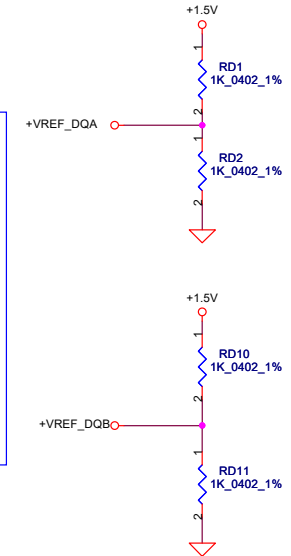 +1.5V
1
RD1
1K_0402_1%
2
+VREF_DQA
1
RD2
1K_0402_1%
2
+1.5V
1
RD10
1K_0402_1%
2
+VREF_DQB
1
RD11
1K_0402_1%
2